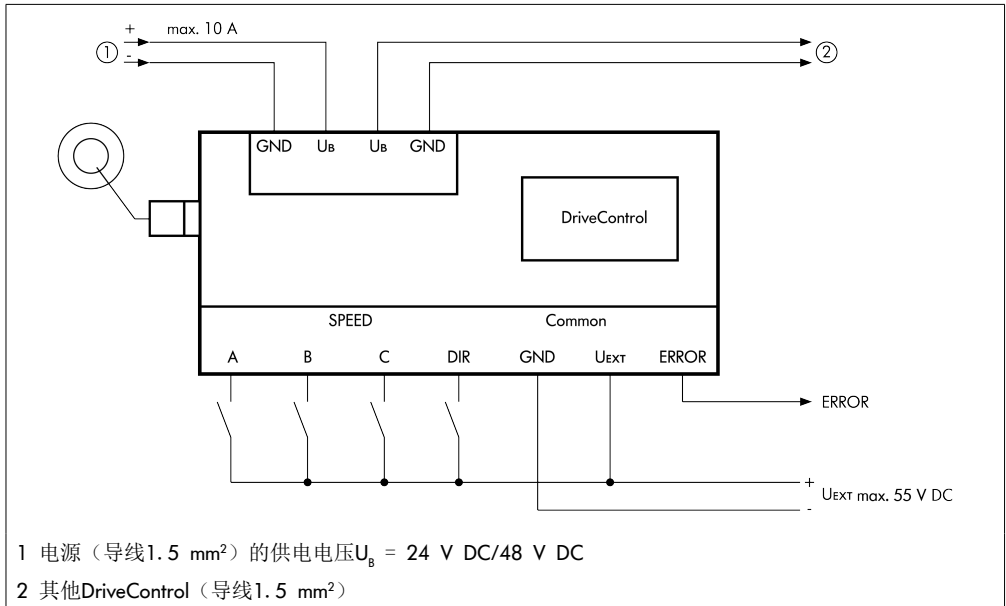 + max. 10 A
1 - 2
GND UB UB GND
DriveControl
SPEED Common
A B C DIR GND UEXT ERROR
ERROR
+
UEXT max. 55 V DC
-
1 电源（导线1.5 mm²）的供电电压UB = 24 V DC/48 V DC
2 其他DriveControl（导线1.5 mm²）